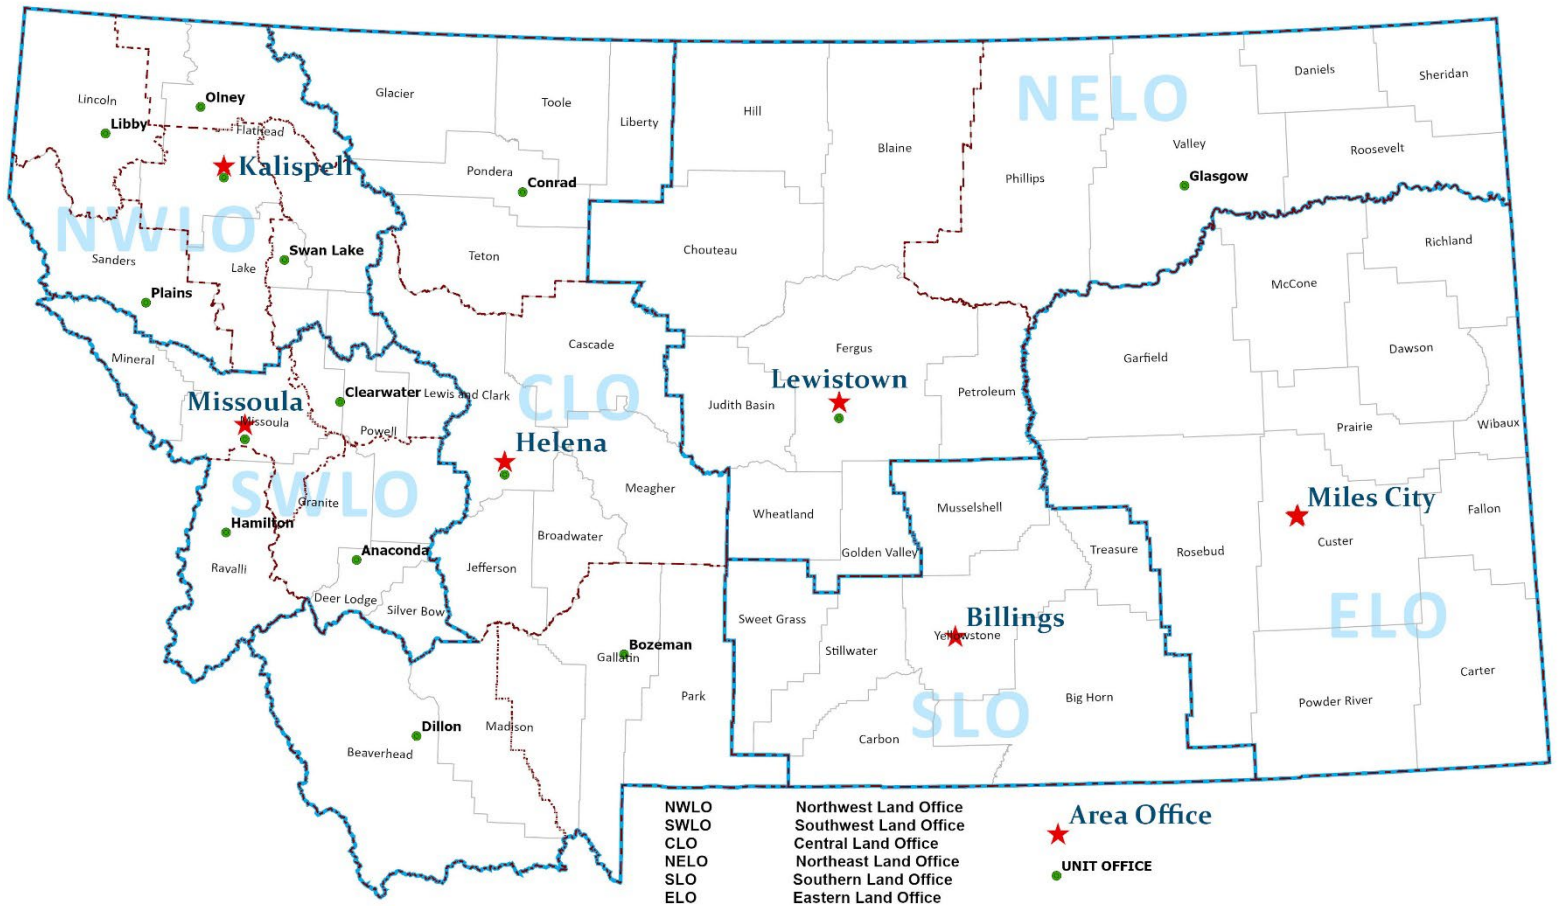 Daniels
Sheridan
NELO
Glacier
Toole
Liberty
Hill
Lincoln
Olney
Libby
Flathead
Blaine
Valley
Roosevelt
Kalispell
Pondera
Conrad
Phillips
Glasgow
NWLO
Swan Lake
Sanders
Lake
Teton
Chouteau
Richland
McCone
Plains
Cascade
Fergus
Garfield
Dawson
Mineral
Lewistown
Clearwater
Lewis and Clark
CLO
Petroleum
Missoula
Missoula
Judith Basin
Powell
Prairie
Wibaux
Helena
SWLO
Granite
Meagher
Miles City
Wheatland
Musselshell
Fallon
Hamilton
Broadwater
Custer
Anaconda
Golden Valley
Treasure
Rosebud
Ravalli
Jefferson
Deer Lodge
Silver Bow
Sweet Grass
Billings
Yellowstone
ELO
Bozeman
Gallatin
Stillwater
Carter
Park
Big Horn
Powder River
SLO
Dillon
Madison
Beaverhead
Carbon
NWLO Northwest Land Office
SWLO Southwest Land Office
CLO Central Land Office
NELO Northeast Land Office
SLO Southern Land Office
ELO Eastern Land Office
Area Office
UNIT OFFICE